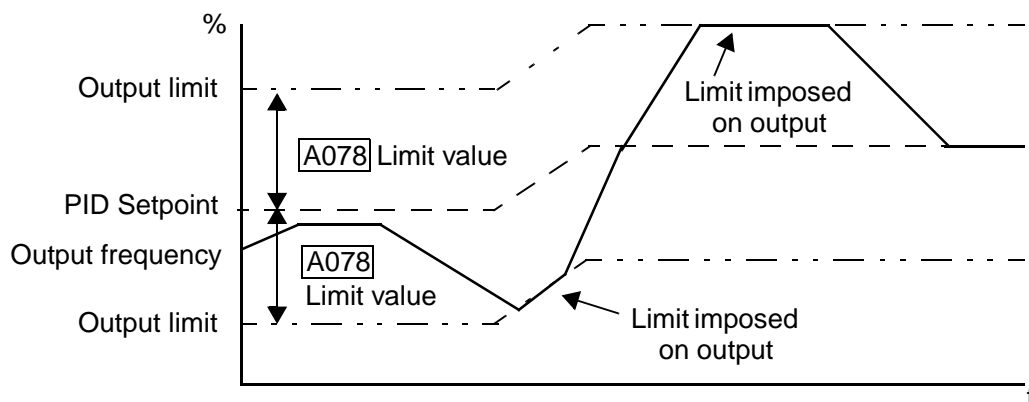 %
Output limit
Limit imposed
on output
A078 Limit value
PID Setpoint
Output frequency
A078
Limit value
Output limit
Limit imposed
on output
t